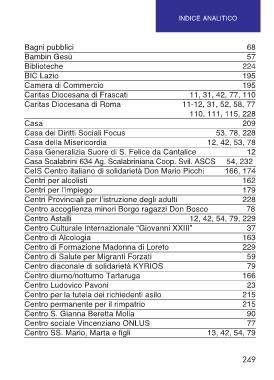 INDICE ANALITICO
Bagni pubblici 68
Bambin Gesù 57
Biblioteche 224
BIC Lazio 195
Camera di Commercio 195
Caritas Diocesana di Frascati 11, 31, 42, 77, 110
Caritas Diocesana di Roma 11-12, 31, 52, 58, 77
110, 111, 115, 228
Casa 209
Casa dei Diritti Sociali Focus 53, 78, 228
Casa della Misericordia 12, 42, 53, 78
Casa Generalizia Suore di S. Felice da Cantalice 12
Casa Scalabrini 634 Ag. Scalabriniana Coop. Svil. ASCS 54, 232
CeIS Centro italiano di solidarietà Don Mario Picchi 166, 174
Centri per alcolisti 162
Centri per l'impiego 179
Centri Provinciali per l'istruzione degli adulti 228
Centro accoglienza minori Borgo ragazzi Don Bosco 78
Centro Astalli 12, 42, 54, 79, 229
Centro Culturale Internazionale “Giovanni XXIII” 37
Centro di Alcologia 163
Centro di Formazione Madonna di Loreto 229
Centro di Salute per Migranti Forzati 59
Centro diaconale di solidarietà KYRIOS 79
Centro diurno/notturno Tartaruga 166
Centro Ludovico Pavoni 23
Centro per la tutela dei richiedenti asilo 215
Centro permanente per il rimpatrio 215
Centro S. Gianna Beretta Molla 90
Centro sociale Vincenziano ONLUS 77
Centro SS. Mario, Marta e figli 13, 42, 54, 79
249